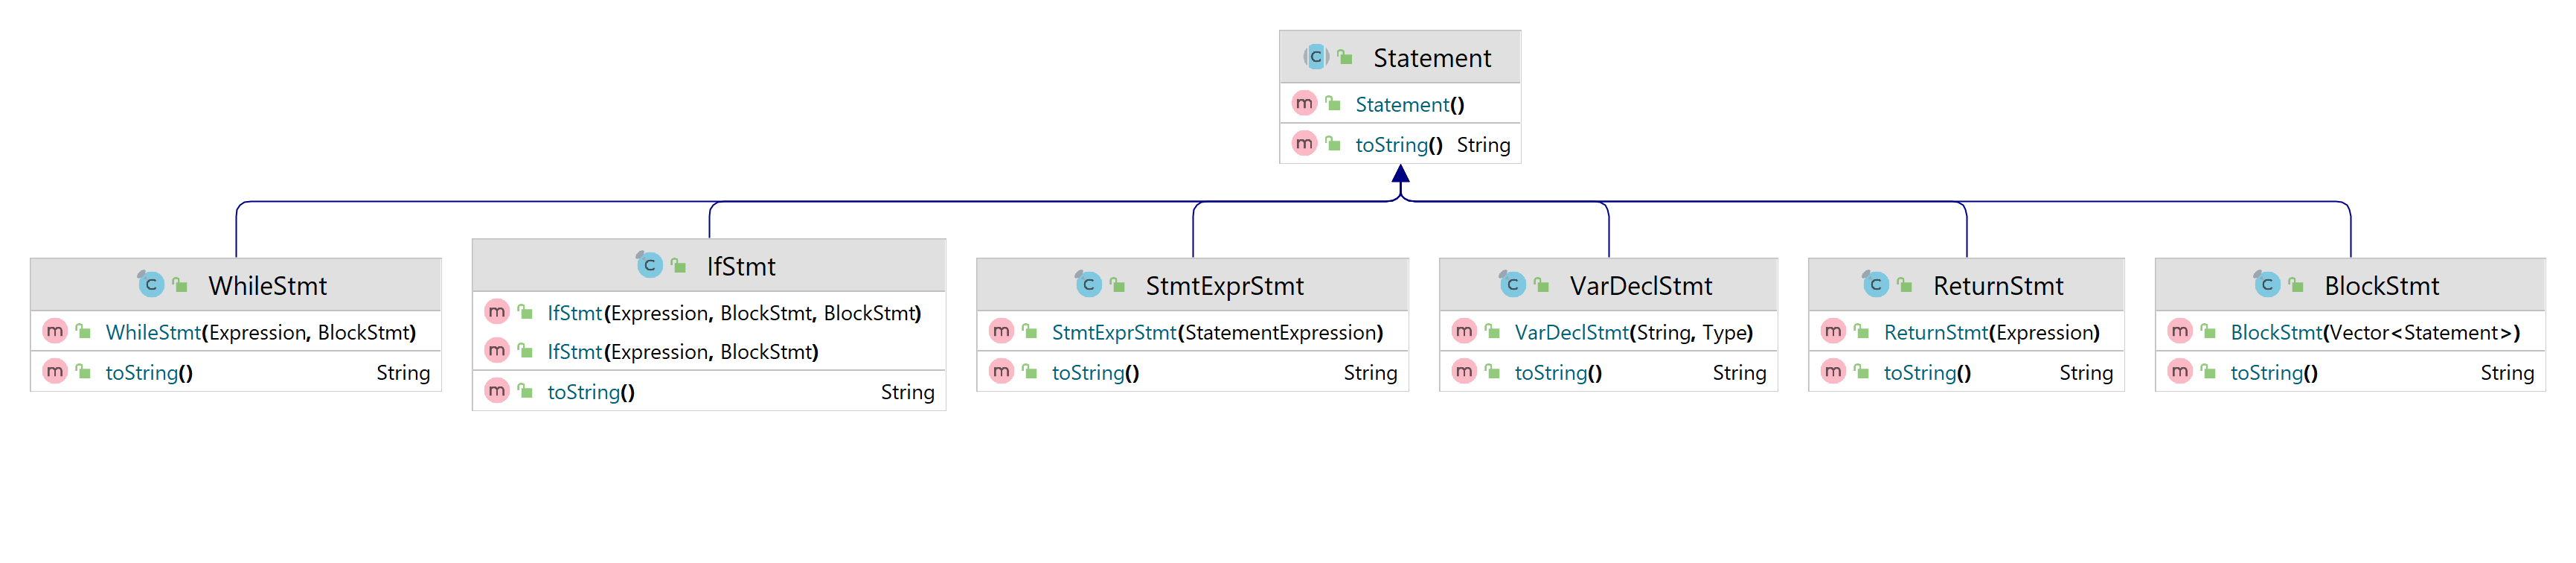 Statement
Statement()
toString() String
WhileStmt
WhileStmt(Expression, BlockStmt)
toString() String
IfStmt
IfStmt(Expression, BlockStmt, BlockStmt)
IfStmt(Expression, BlockStmt)
toString() String
StmtExprStmt
StmtExprStmt(StatementExpression)
toString() String
VarDeclStmt
VarDeclStmt(String, Type)
toString() String
ReturnStmt
ReturnStmt(Expression)
toString() String
BlockStmt
BlockStmt(Vector<Statement>)
toString() String